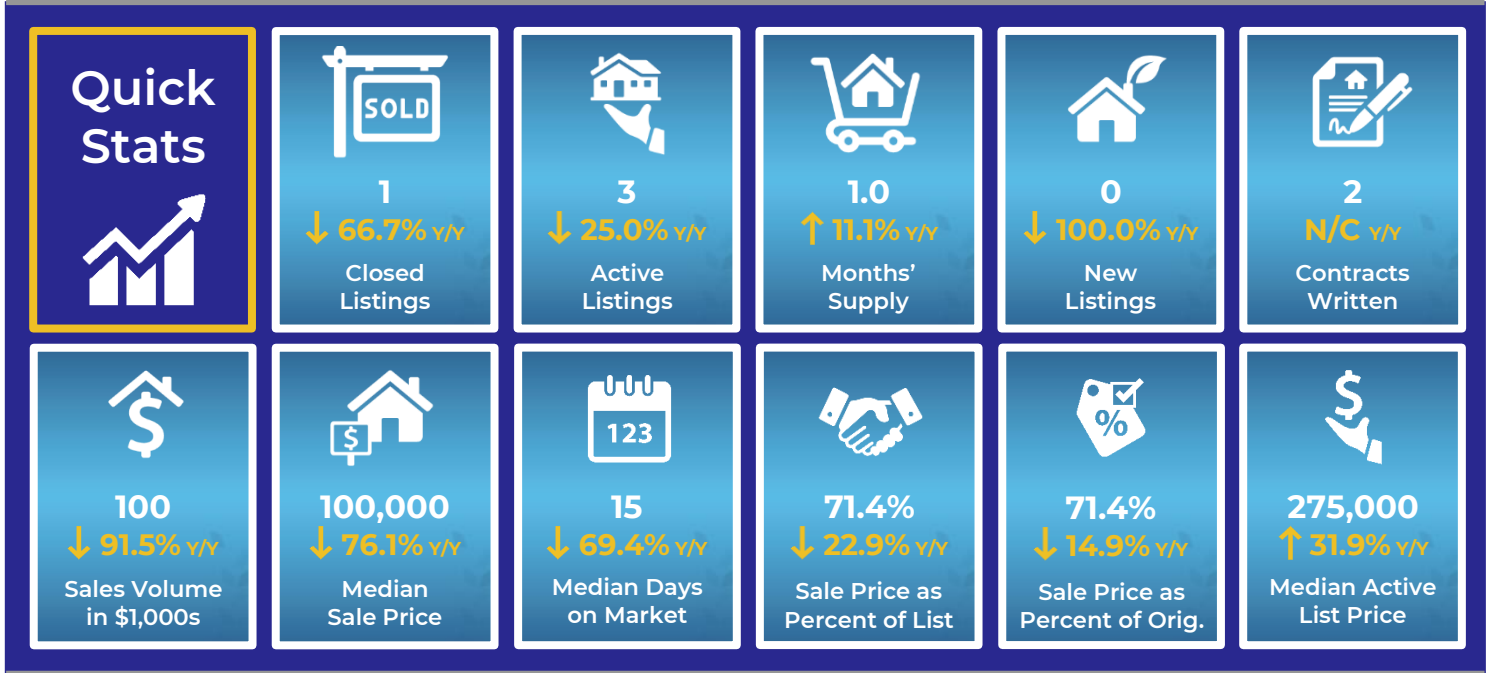 Quick
Stats
SOLD
1
↓ 66.7% Y/Y
Closed
Listings
3
↓ 25.0% Y/Y
Active
Listings
1.0
↑ 11.1% Y/Y
Months’
Supply
0
↓ 100.0% Y/Y
New
Listings
2
N/C Y/Y
Contracts
Written
$
100
↓ 91.5% Y/Y
Sales Volume
in $1,000s
$
100,000
↓ 76.1% Y/Y
Median
Sale Price
123
15
↓ 69.4% Y/Y
Median Days
on Market
71.4%
↓ 22.9% Y/Y
Sale Price as
Percent of List
%
71.4%
↓ 14.9% Y/Y
Sale Price as
Percent of Orig.
$
275,000
↑ 31.9% Y/Y
Median Active
List Price